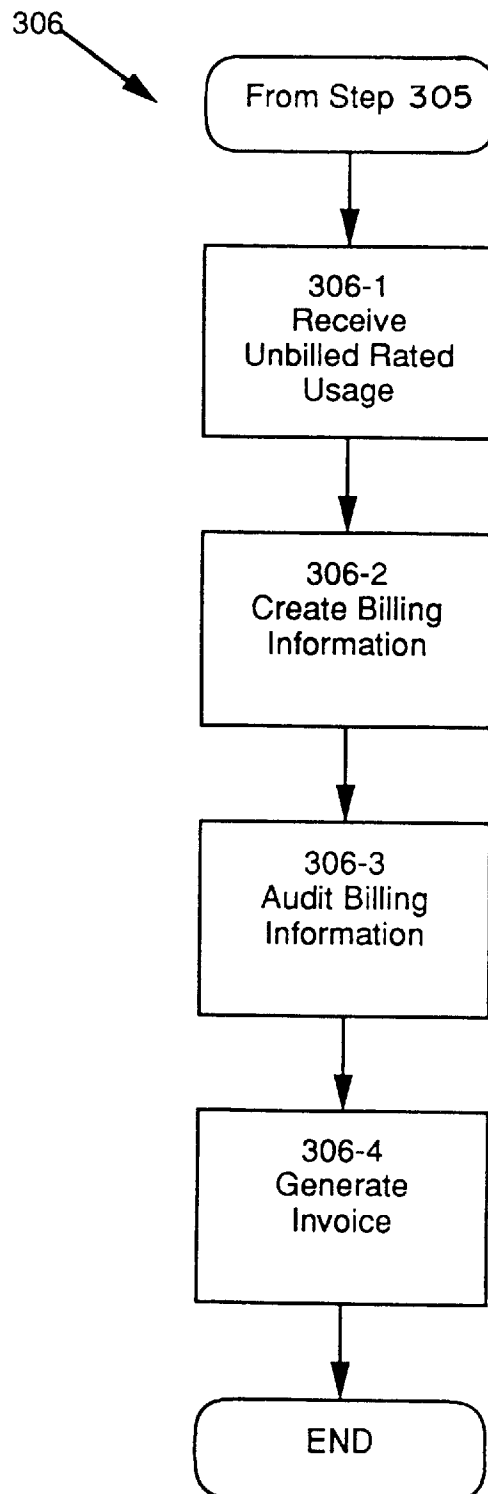 306
From Step 305
306-1
Receive
Unbilled Rated
Usage
306-2
Create Billing
Information
306-3
Audit Billing
Information
306-4
Generate
Invoice
END